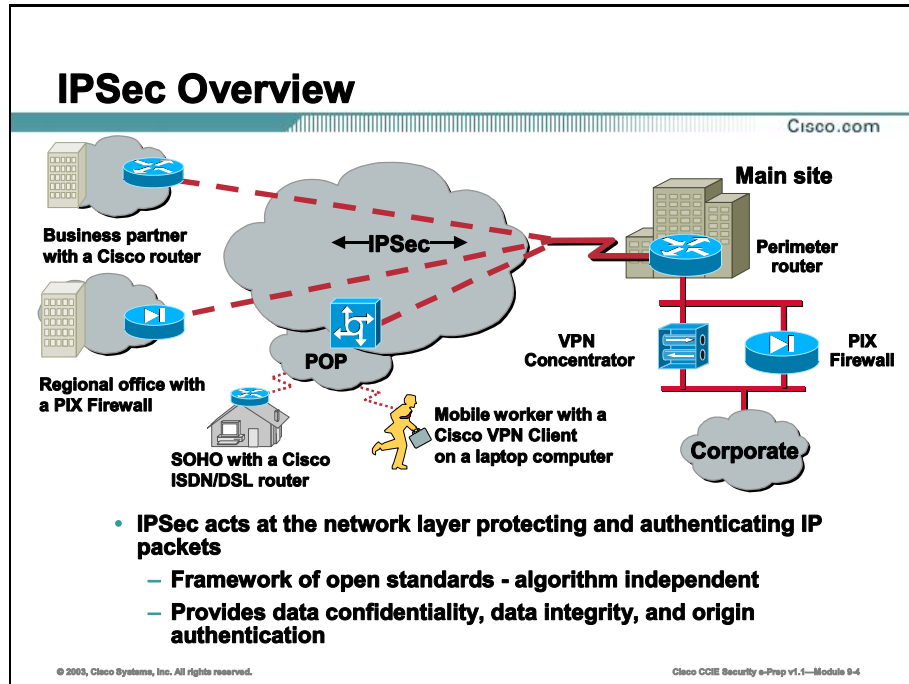 IPSec Overview
Cisco.com
Main site
IPSec
Business partner
with a Cisco router
Perimeter
router
POP
VPN
Concentrator
PIX
Firewall
Regional office with
a PIX Firewall
Mobile worker with a
Cisco VPN Client
on a laptop computer
SOHO with a Cisco
ISDN/DSL router
Corporate
• IPSec acts at the network layer protecting and authenticating IP
packets
– Framework of open standards - algorithm independent
– Provides data confidentiality, data integrity, and origin
authentication
© 2003, Cisco Systems, Inc. All rights reserved.
Cisco CCIE Security e-Prep v1.1—Module 9-4